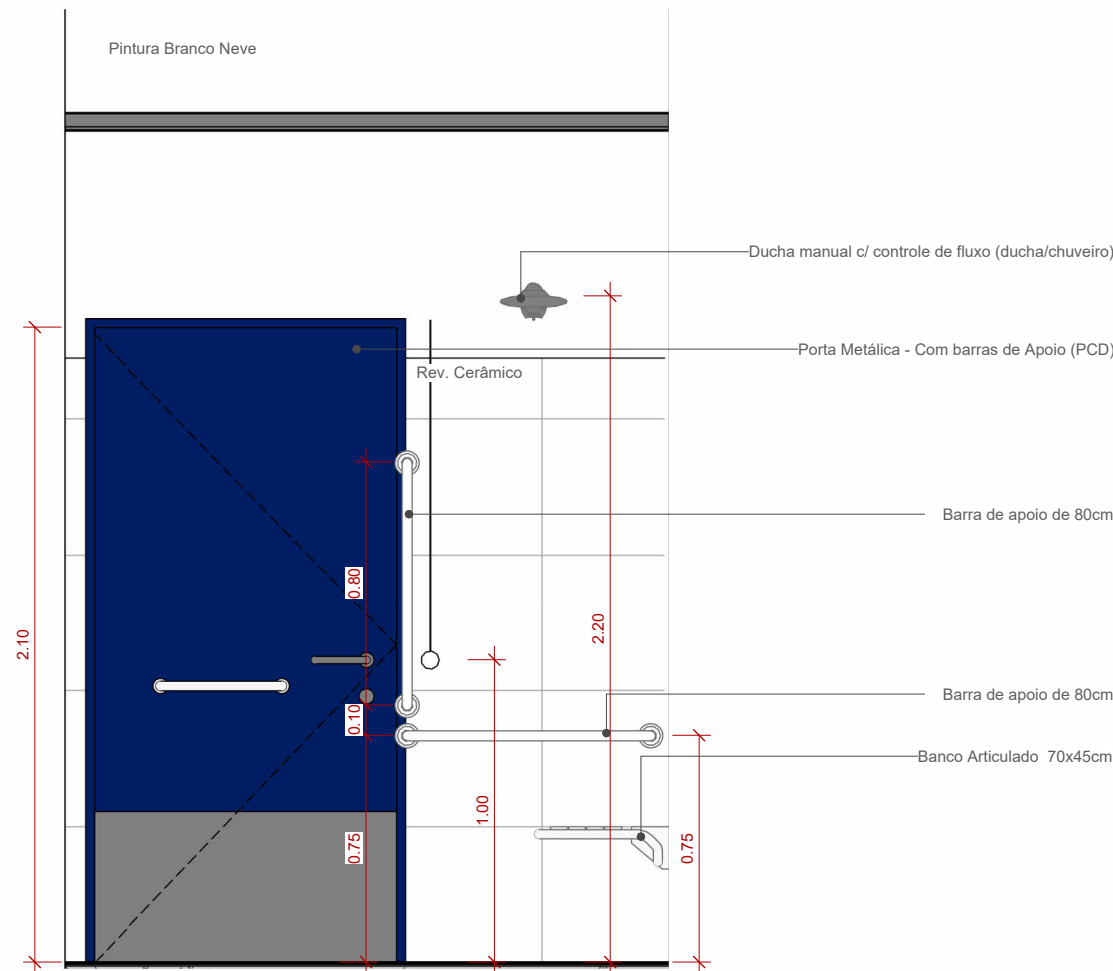 Pintura Branco Neve
Ducha manual c/ controle de fluxo (ducha/chuveiro)
Porta Metálica - Com barras de Apoio (PCD)
Rev. Cerâmico
Barra de apoio de 80cm
0.80
2.20
2.10
Barra de apoio de 80cm
0.10
Banco Articulado 70x45cm
1.00
0.75
0.75